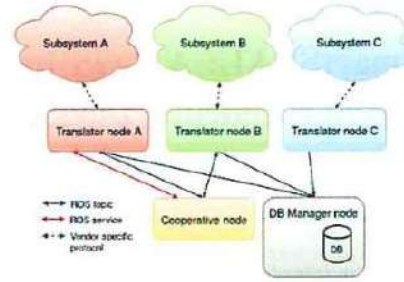 Subsystem A
Subsystem B
Subsystem C
Translator node A
Translator node B
Translator node C
ROS topic
ROS service
Vendor specific
protocol
Cooperative node
DB Manager node
DB